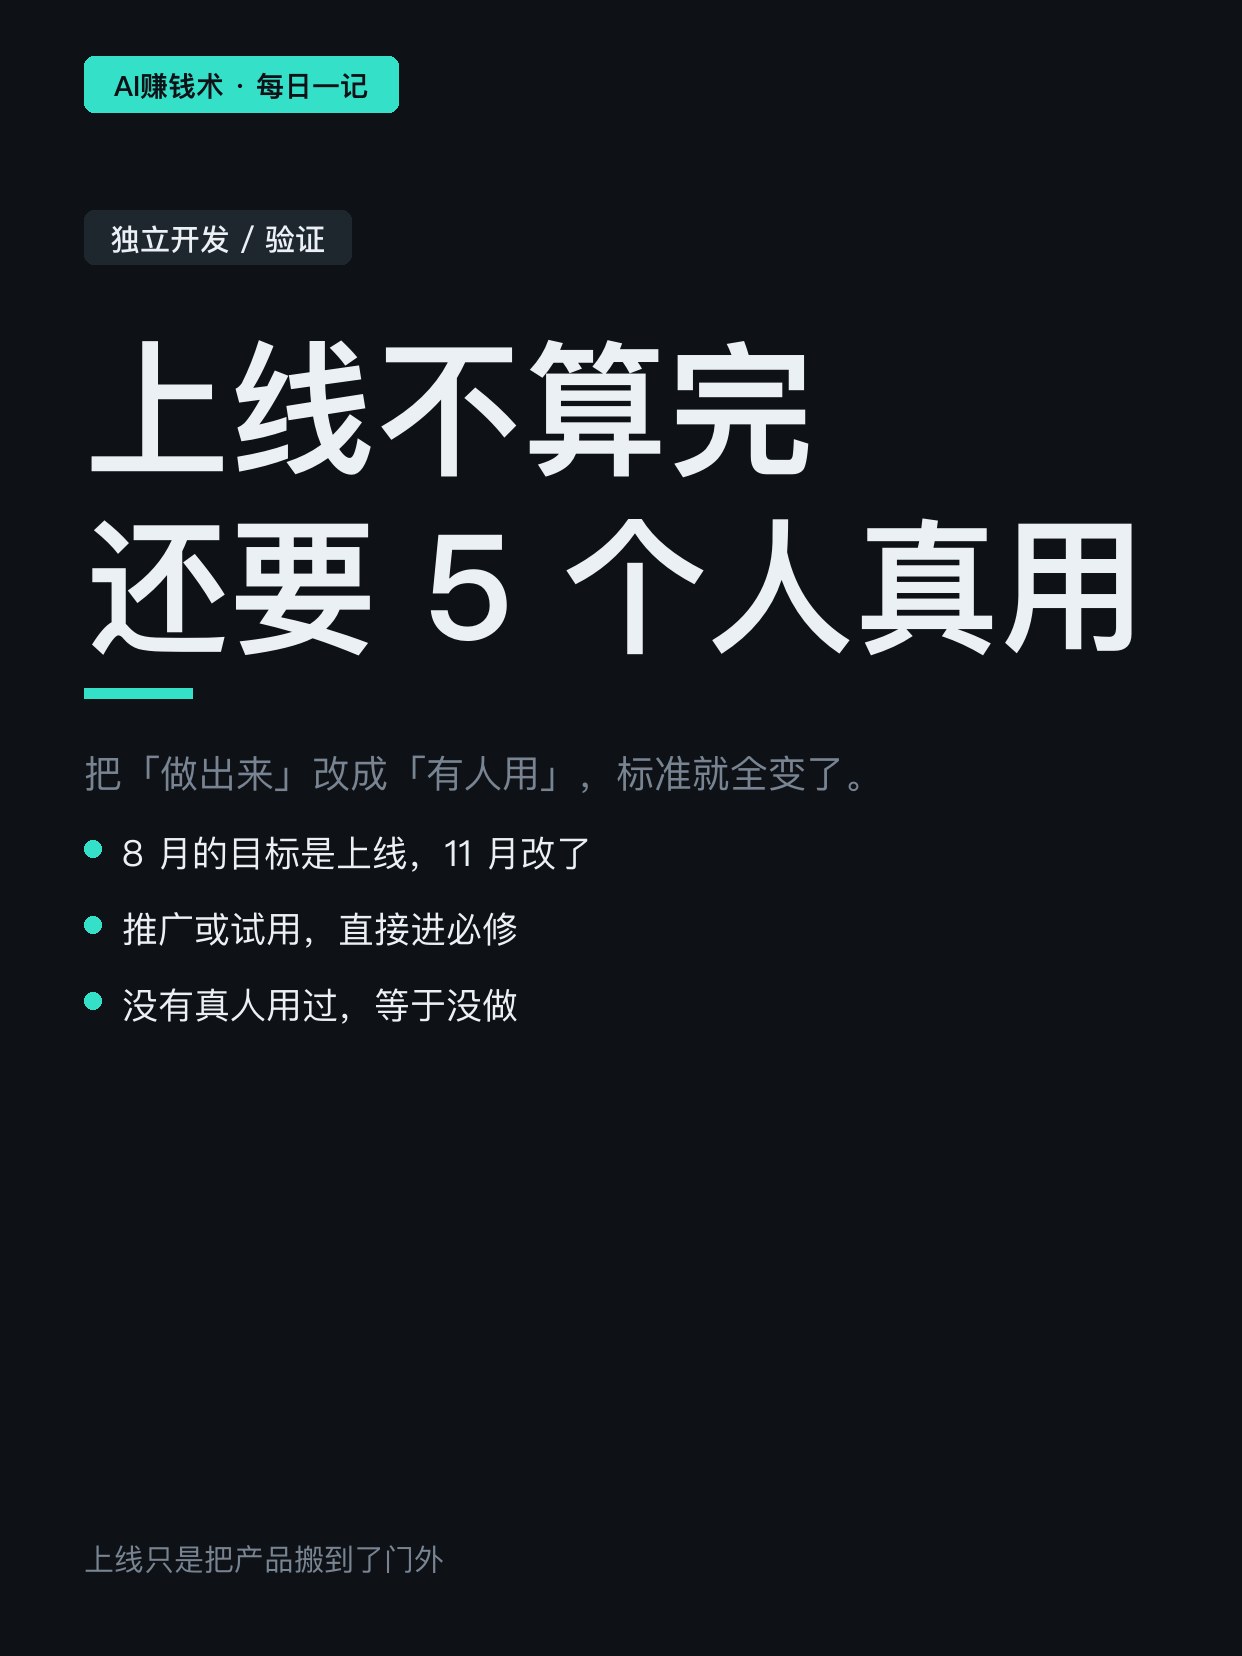 AI赚钱术 · 每日一记
独立开发 / 验证
上线不算完
还要 5 个人真用
把「做出来」改成「有人用」，标准就全变了。
8 月的目标是上线，11 月改了
推广或试用，直接进必修
没有真人用过，等于没做
上线只是把产品搬到了门外